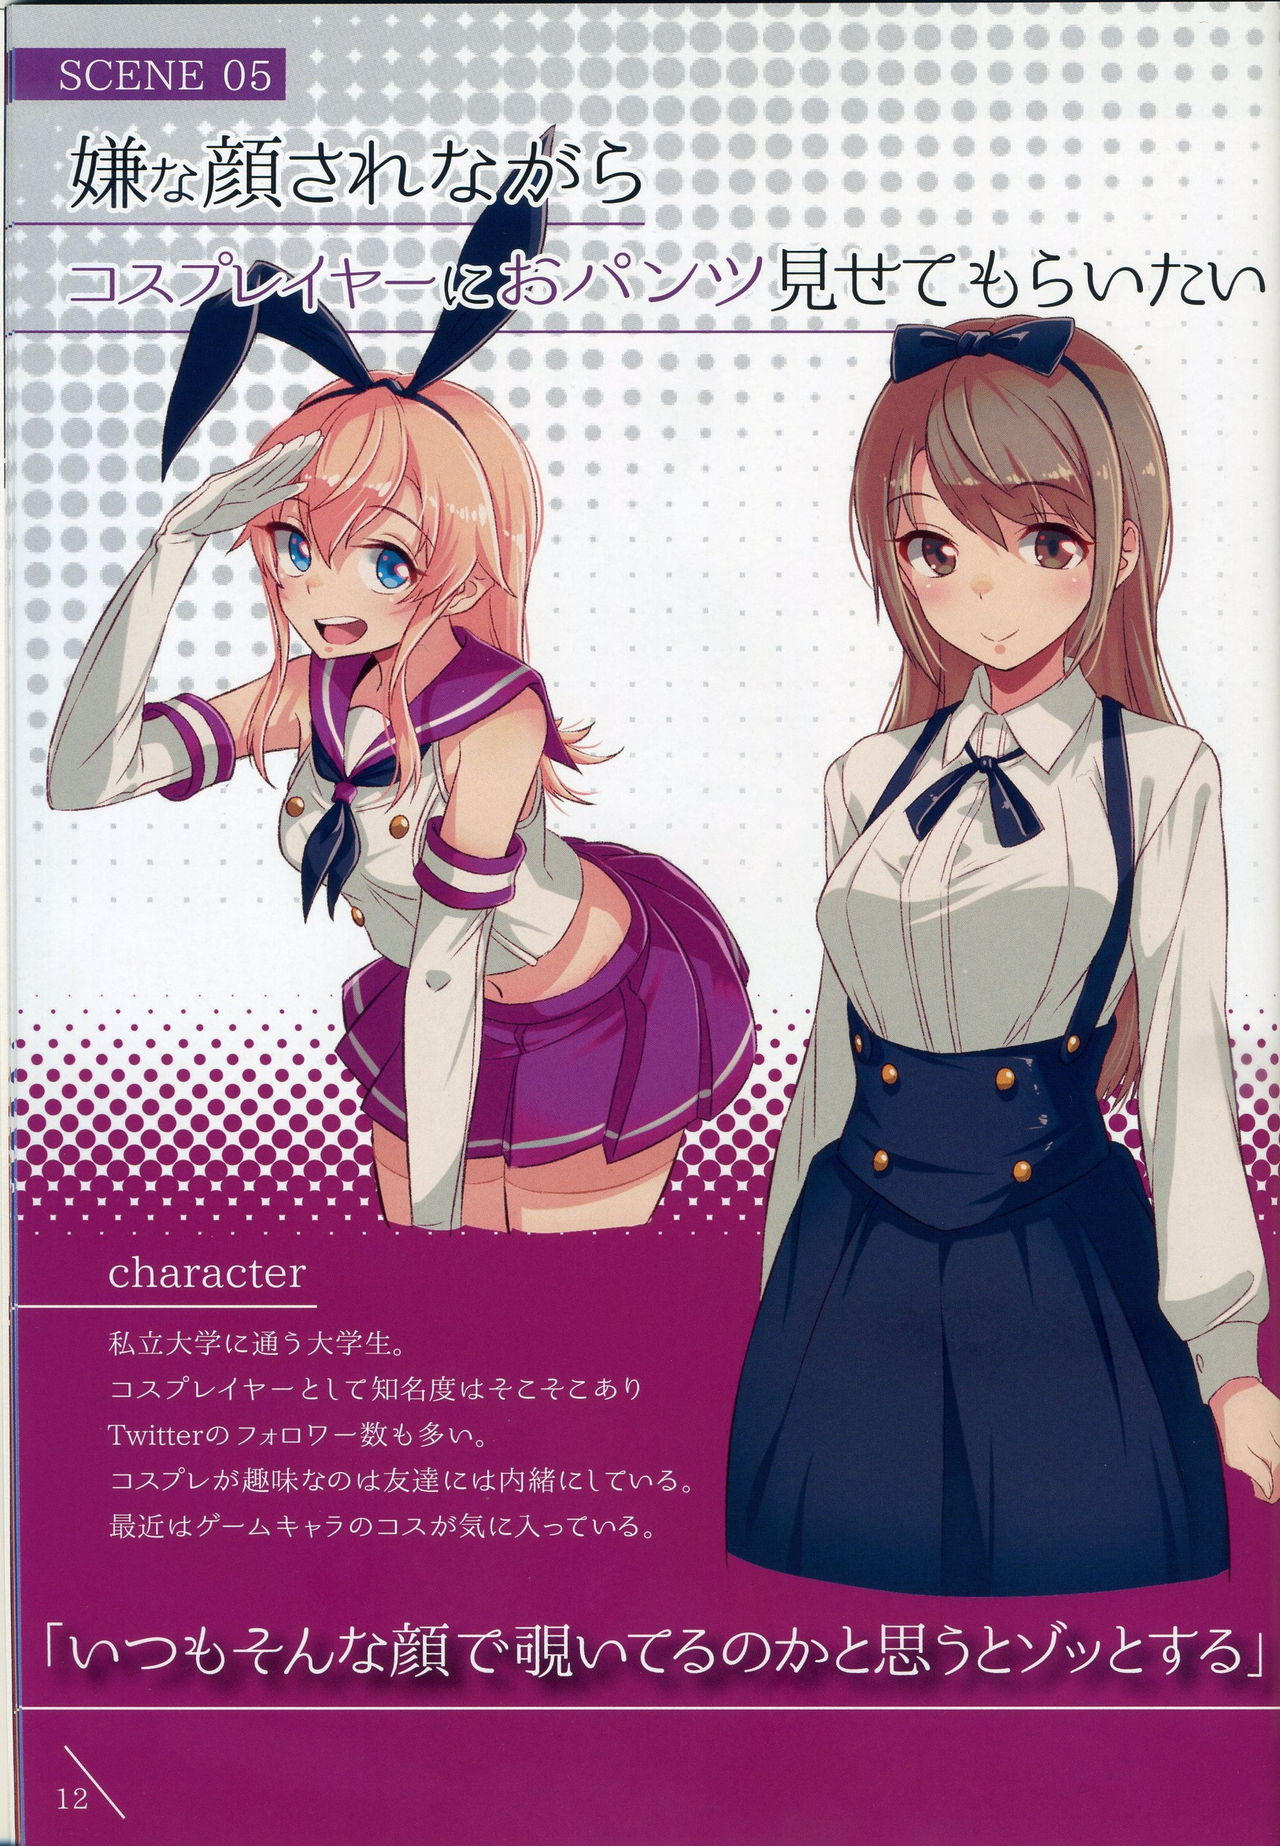 SCENE 05
嫌な顔されながら
コスプレイヤーにおパンツ見せてもらいたい
character
私立大学に通う大学生。
コスプレイヤーとして知名度はそこそこあり
Twitterのフォロワー数も多い。
コスプレが趣味なのは友達には内緒にしている。
最近はゲームキャラのコスが気に入っている。
「いつもそんな顔で覗いてるのかと思うとゾッとする」
12